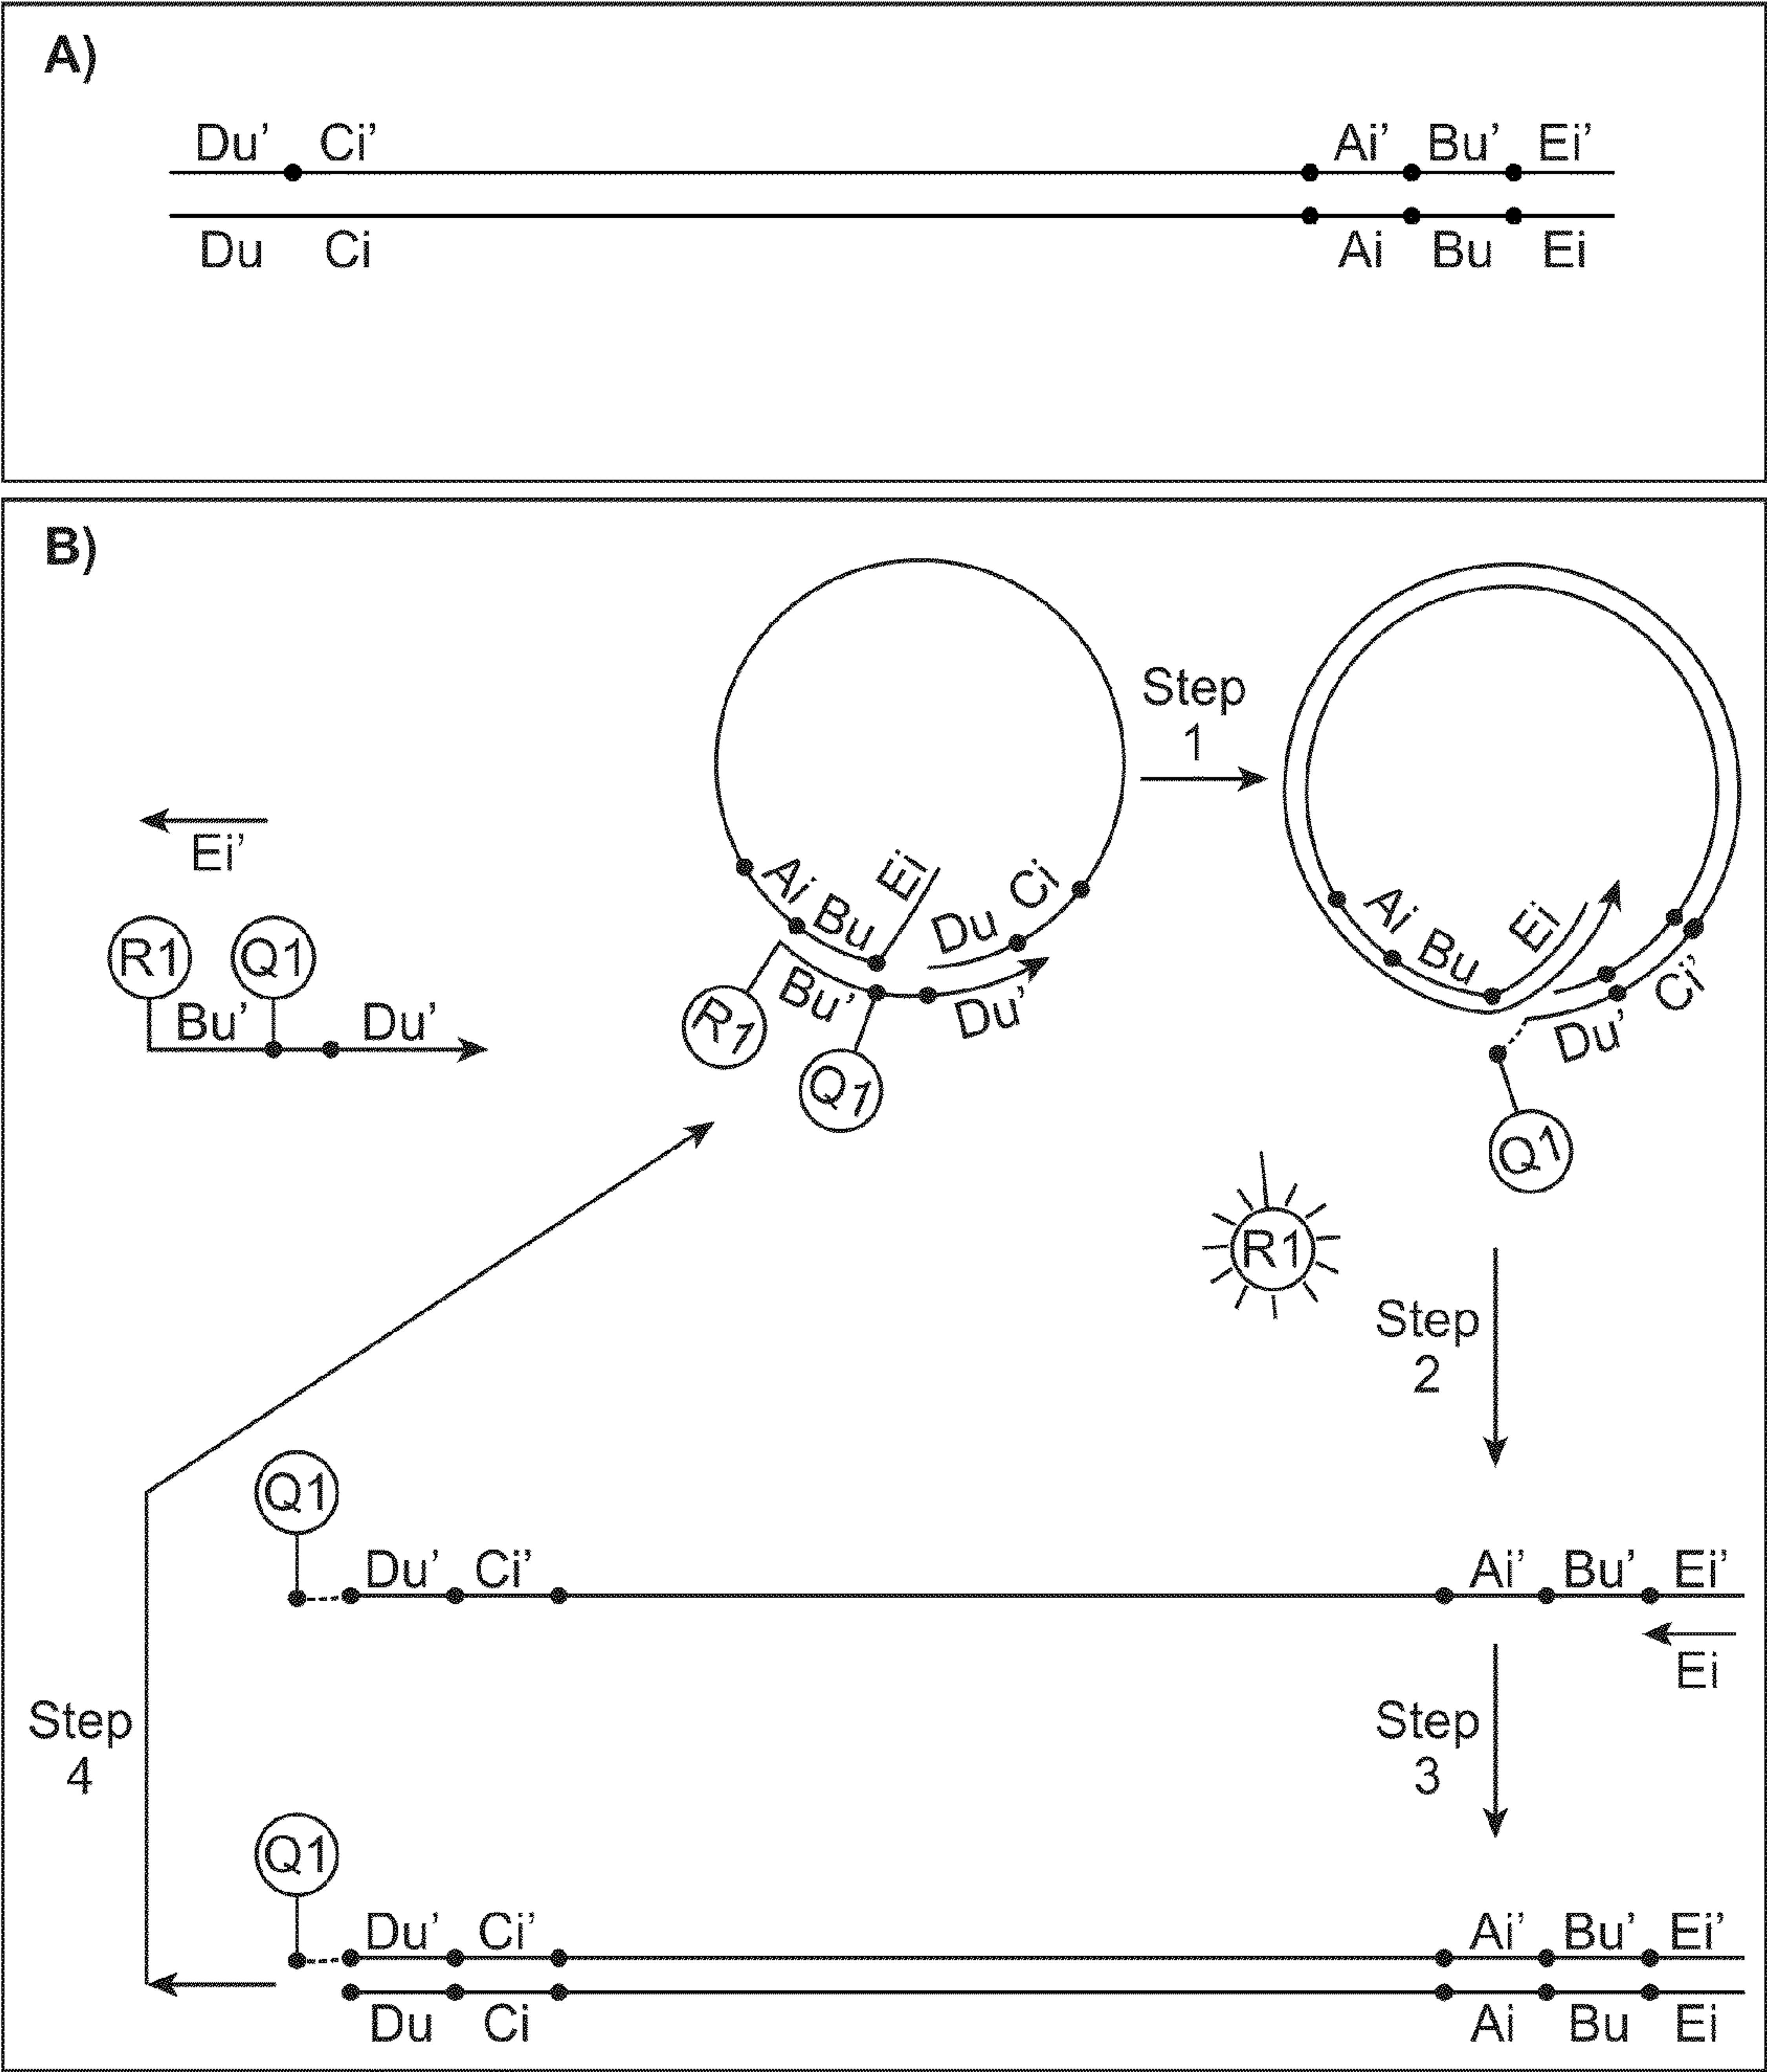 A)
Du’ Ci’ Ai’ Bu’ Ei’
Du Ci Ai Bu Ei
B)
Step
1
Ei’
R1 Q1
Bu’ Du’
Ai Bu Ei Du Ci
Bu’ Du’
R1 Q1
Ai Bu Ei
Du’ Ci’
Q1
R1
Step
2
Q1
Du’ Ci’ Ai’ Bu’ Ei’
Ei
Step
4
Step
3
Q1
Du’ Ci’ Ai’ Bu’ Ei’
Du Ci Ai Bu Ei